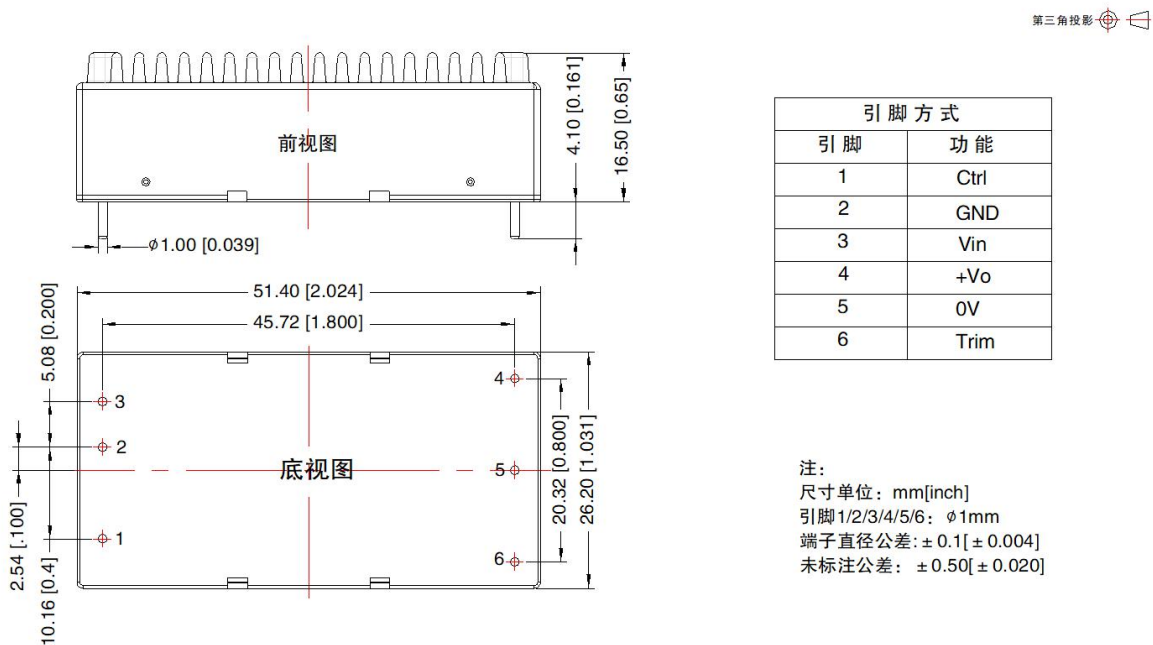 第三角投影
4.10 [0.161]
16.50 [0.65]
前视图
ϕ1.00 [0.039]
51.40 [2.024]
45.72 [1.800]
5.08 [0.200]
2.54 [.100]
10.16 [0.4]
3
2
1
底视图
4
5
6
20.32 [0.800]
26.20 [1.031]
引脚方式
引脚 功能
1 Ctrl
2 GND
3 Vin
4 +Vo
5 0V
6 Trim
注:
尺寸单位:mm[inch]
引脚1/2/3/4/5/6:ϕ1mm
端子直径公差:±0.1[±0.004]
未标注公差:±0.50[±0.020]